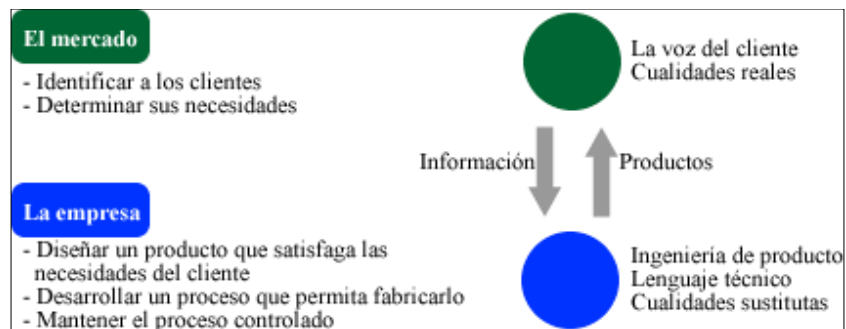 El mercado
- Identificar a los clientes
- Determinar sus necesidades
La voz del cliente
Cualidades reales
Información
Productos
La empresa
- Diseñar un producto que satisfaga las
necesidades del cliente
- Desarrollar un proceso que permita fabricarlo
- Mantener el proceso controlado
Ingeniería de producto
Lenguaje técnico
Cualidades sustitutas